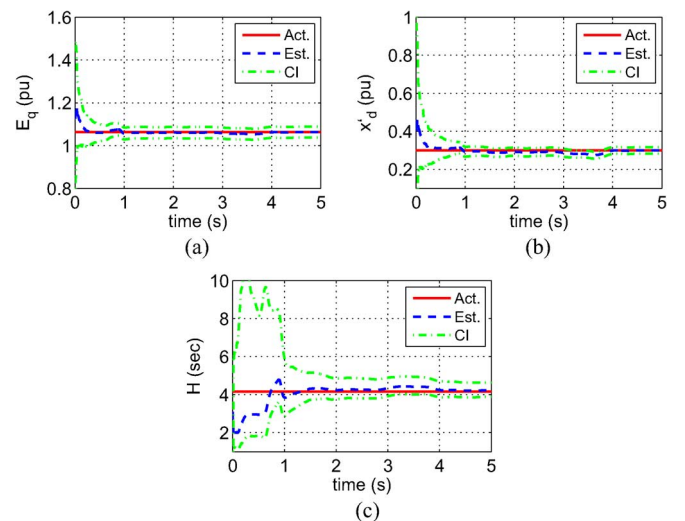 1.6
1.4
1.2
1
0.8
E_q (pu)
0 1 2 3 4 5
time (s)
Act.
Est.
CI
(a)
1
0.8
0.6
0.4
0.2
x'_d (pu)
0 1 2 3 4 5
time (s)
Act.
Est.
CI
(b)
10
8
6
4
2
H (sec)
0 1 2 3 4 5
time (s)
Act.
Est.
CI
(c)